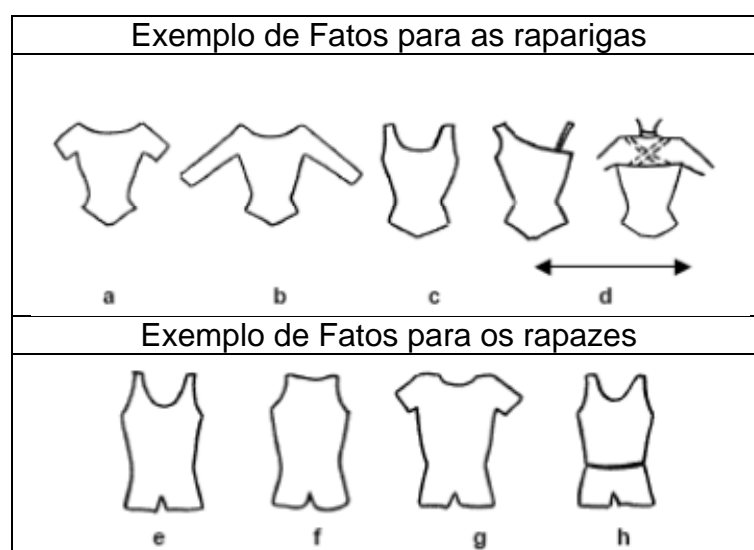 Exemplo de Fatos para as raparigas
a b c d
Exemplo de Fatos para os rapazes
e f g h